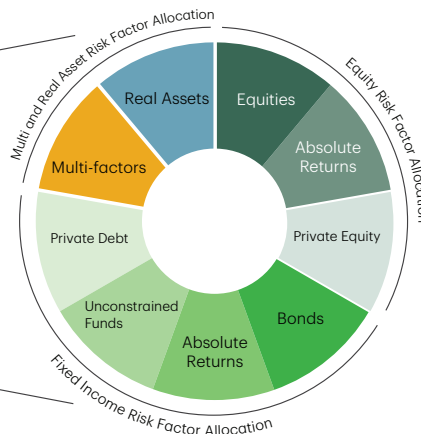 Multi and Real Asset Risk Factor Allocation
Equity Risk Factor Allocation
Real Assets
Equities
Absolute
Returns
Multi-factors
Private Equity
Private Debt
Unconstrained
Funds
Bonds
Absolute
Returns
Fixed Income Risk Factor Allocation